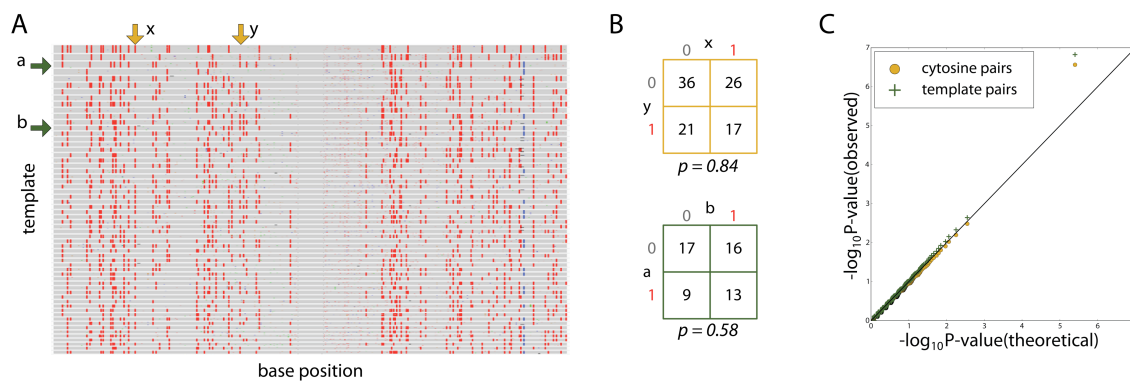 A
x
y
a
b
template
base position
B
x
0 1
0 36 26
y
1 21 17
p = 0.84
b
0 1
0 17 16
a
1 9 13
p = 0.58
C
cytosine pairs
template pairs
-log10P-value(observed)
7
6
5
4
3
2
1
0
0 1 2 3 4 5 6
-log10P-value(theoretical)